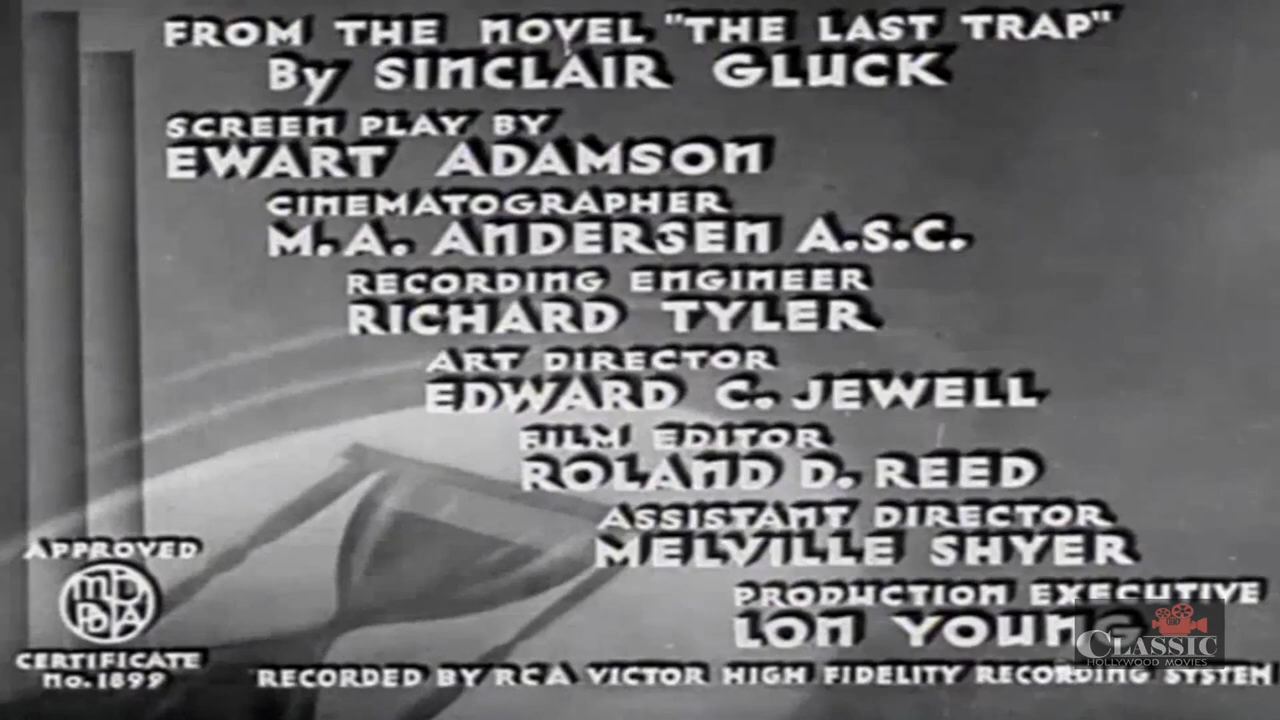 FROM THE NOVEL "THE LAST TRAP"
By SINCLAIR GLUCK
SCREEN PLAY BY
EWART ADAMSON
CINEMATOGRAPHER
M.A. ANDERSEN A.S.C.
RECORDING ENGINEER
RICHARD TYLER
ART DIRECTOR
EDWARD C. JEWELL
FILM EDITOR
ROLAND D. REED
ASSISTANT DIRECTOR
MELVILLE SHYER
PRODUCTION EXECUTIVE
LON YOUNG
APPROVED
MPPDA
CERTIFICATE
No. 1899
RECORDED BY RCA VICTOR HIGH FIDELITY RECORDING SYSTEM
CLASSIC
HOLLYWOOD MOVIES